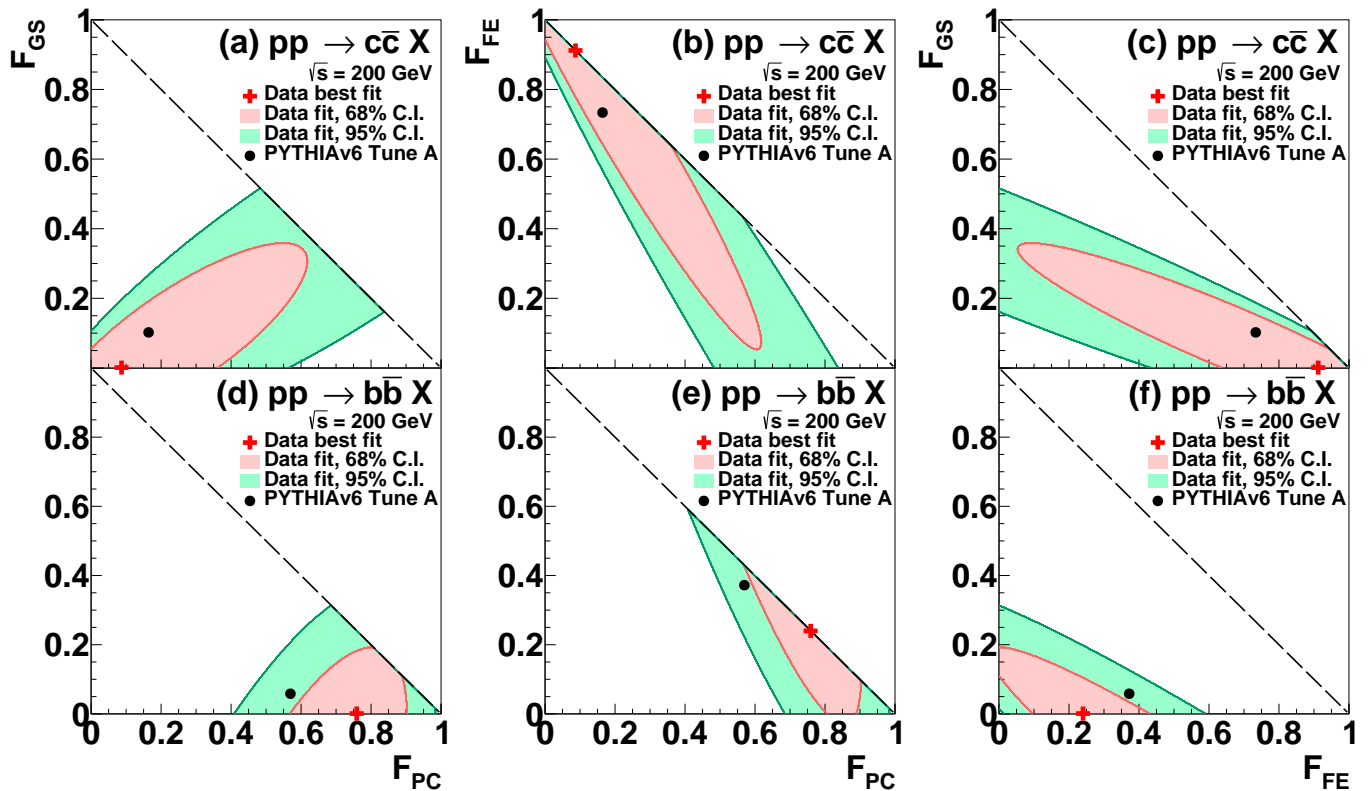 F_GS
1
0.8
0.6
0.4
0.2
(a) pp → cc̄ X
√s = 200 GeV
Data best fit
Data fit, 68% C.I.
Data fit, 95% C.I.
PYTHIAv6 Tune A
F_FE
1
0.8
0.6
0.4
0.2
(b) pp → cc̄ X
√s = 200 GeV
Data best fit
Data fit, 68% C.I.
Data fit, 95% C.I.
PYTHIAv6 Tune A
F_GS
1
0.8
0.6
0.4
0.2
(c) pp → cc̄ X
√s = 200 GeV
Data best fit
Data fit, 68% C.I.
Data fit, 95% C.I.
PYTHIAv6 Tune A
0.8
0.6
0.4
0.2
0
(d) pp → bb̄ X
√s = 200 GeV
Data best fit
Data fit, 68% C.I.
Data fit, 95% C.I.
PYTHIAv6 Tune A
0 0.2 0.4 0.6 0.8 1
F_PC
0.8
0.6
0.4
0.2
0
(e) pp → bb̄ X
√s = 200 GeV
Data best fit
Data fit, 68% C.I.
Data fit, 95% C.I.
PYTHIAv6 Tune A
0 0.2 0.4 0.6 0.8 1
F_PC
0.8
0.6
0.4
0.2
0
(f) pp → bb̄ X
√s = 200 GeV
Data best fit
Data fit, 68% C.I.
Data fit, 95% C.I.
PYTHIAv6 Tune A
0 0.2 0.4 0.6 0.8 1
F_FE